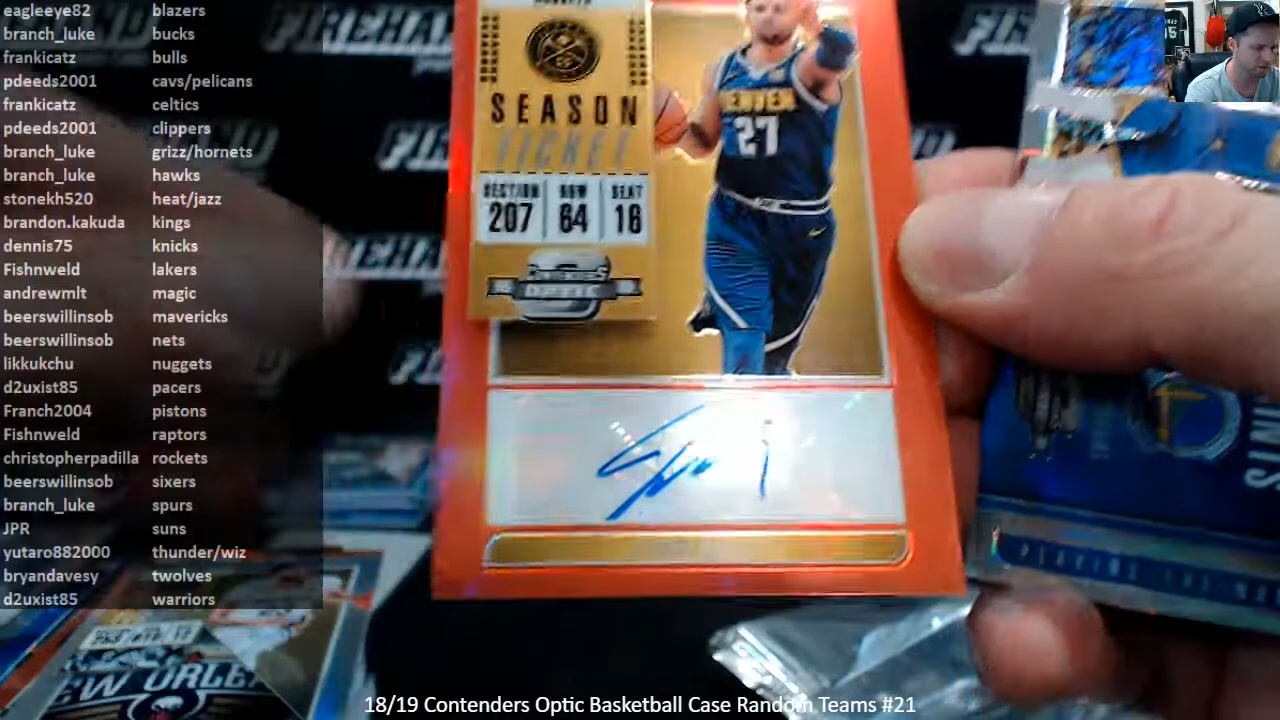 eagleeye82 blazers
branch_luke bucks
frankicatz bulls
pdeeds2001 cavs/pelicans
frankicatz celtics
pdeeds2001 clippers
branch_luke grizz/hornets
branch_luke hawks
stonekh520 heat/jazz
brandon.kakuda kings
dennis75 knicks
Fishnweld lakers
andrewmlt magic
beerswillinsob mavericks
beerswillinsob nets
likkukchu nuggets
d2uxist85 pacers
Franch2004 pistons
Fishnweld raptors
christopherpadilla rockets
beerswillinsob sixers
branch_luke spurs
JPR suns
yutaro882000 thunder/wiz
bryandavesy twolves
d2uxist85 warriors
SEASON
TICKET
SECTION ROW SEAT
207 64 16
CONTENDERS
OPTIC
DENVER
27
FIREHAND
PLAYING THE
18/19 Contenders Optic Basketball Case Random Teams #21